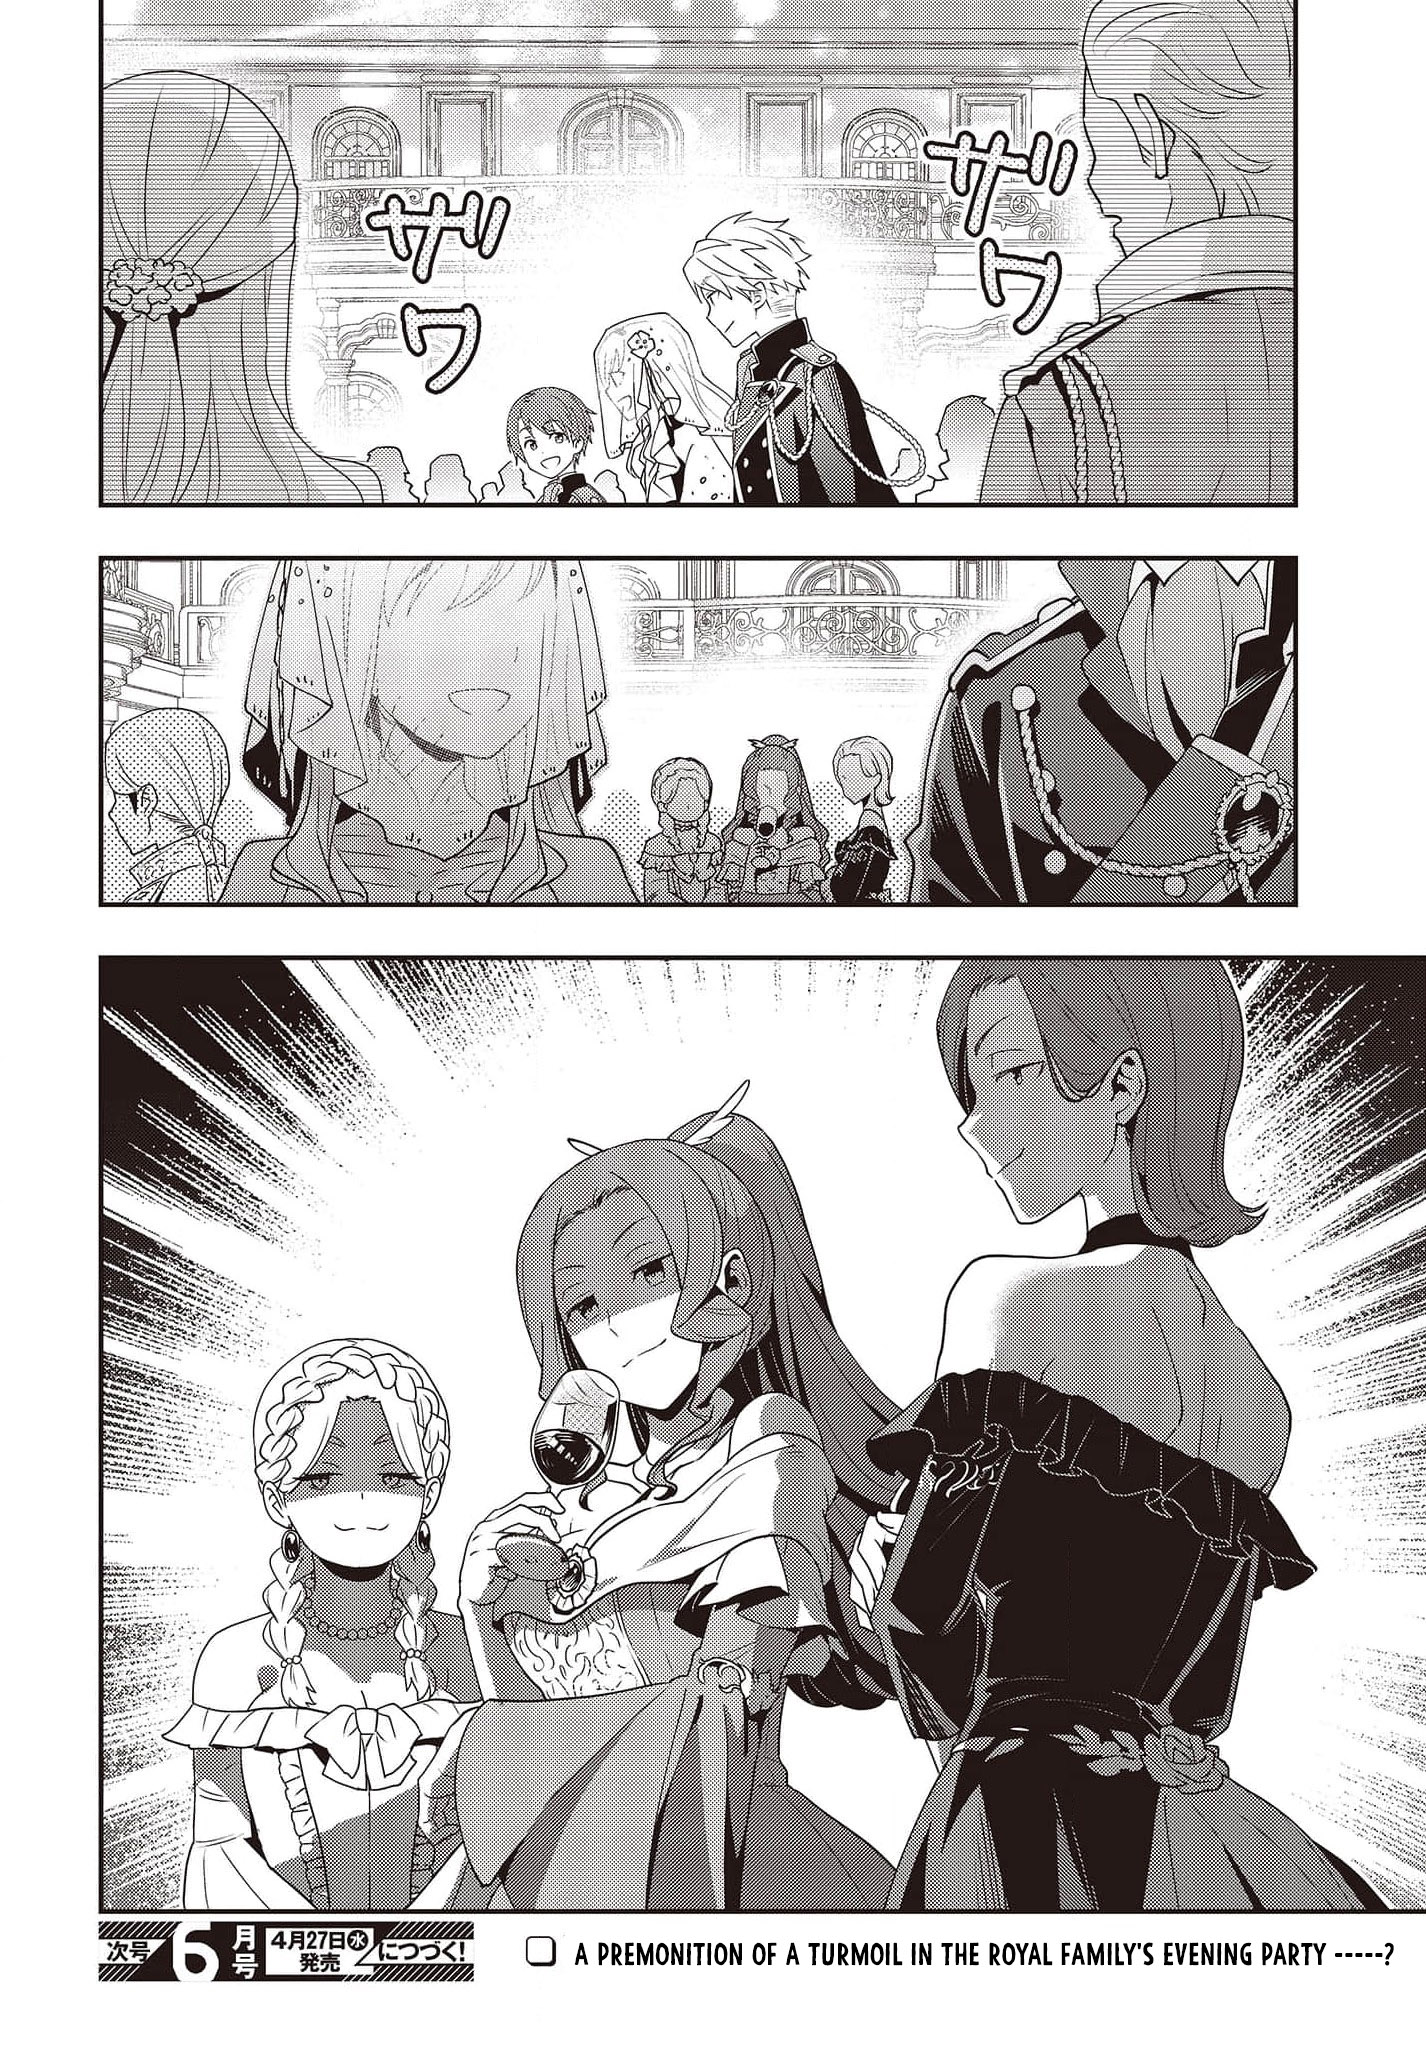 ザワ
ザワ
次号6月号4月27日㊌発売につづく!
A PREMONITION OF A TURMOIL IN THE ROYAL FAMILY'S EVENING PARTY -----?